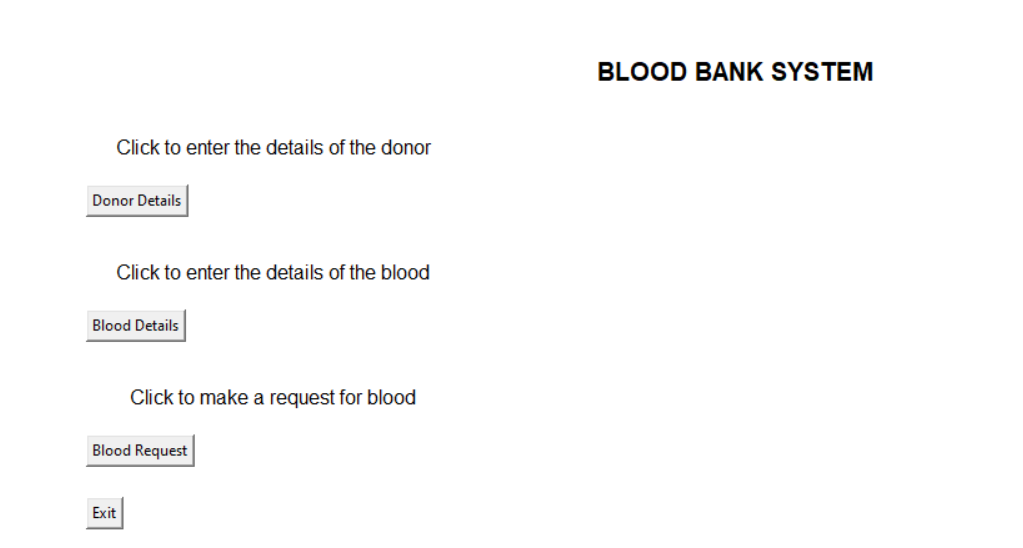 BLOOD BANK SYSTEM
Click to enter the details of the donor
Donor Details
Click to enter the details of the blood
Blood Details
Click to make a request for blood
Blood Request
Exit